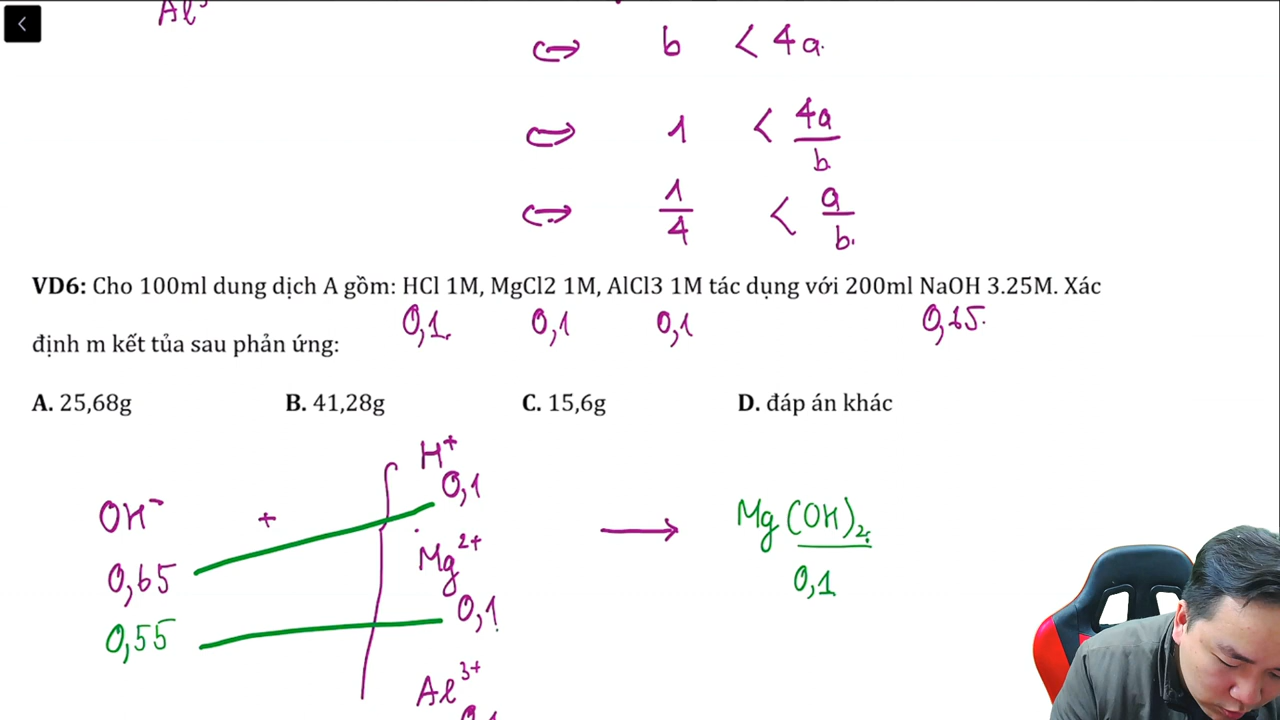 Al³
⇔ b < 4a.
⇔ 1 < 4a/b
⇔ 1/4 < a/b.
VD6: Cho 100ml dung dịch A gồm: HCl 1M, MgCl2 1M, AlCl3 1M tác dụng với 200ml NaOH 3.25M. Xác
0,1. 0,1 0,1 0,65.
định m kết tủa sau phản ứng:
A. 25,68g B. 41,28g C. 15,6g D. đáp án khác
H⁺
0,1
OH⁻ + → Mg(OH)₂
Mg²⁺
0,65 0,1
0,1
0,55
Al³⁺
0,1